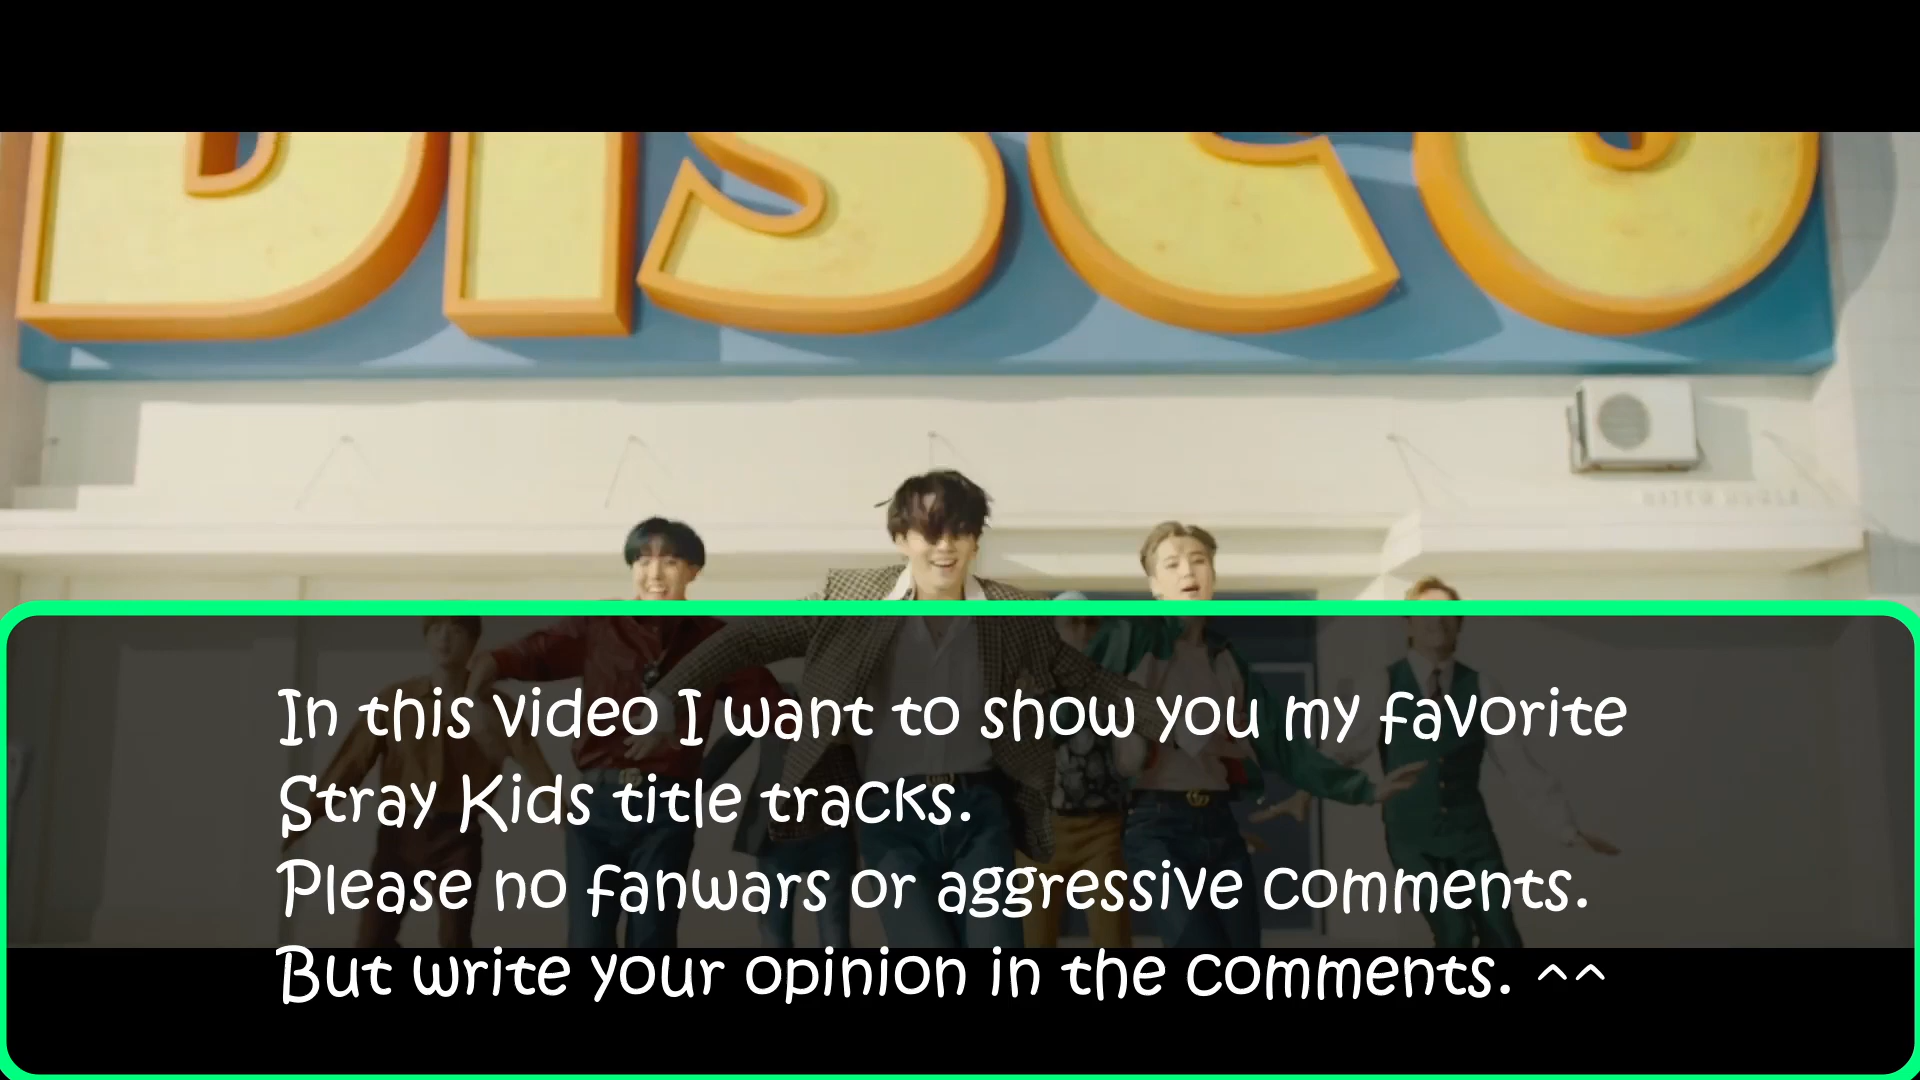 DISCO
In this video I want to show you my favorite
Stray Kids title tracks.
Please no fanwars or aggressive comments.
But write your opinion in the comments. ^^